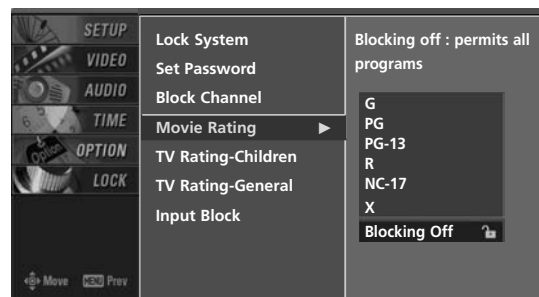 SETUP
VIDEO
AUDIO
TIME
OPTION
LOCK
Move MENU Prev
Lock System
Set Password
Block Channel
Movie Rating ►
TV Rating-Children
TV Rating-General
Input Block
Blocking off : permits all
programs
G
PG
PG-13
R
NC-17
X
Blocking Off